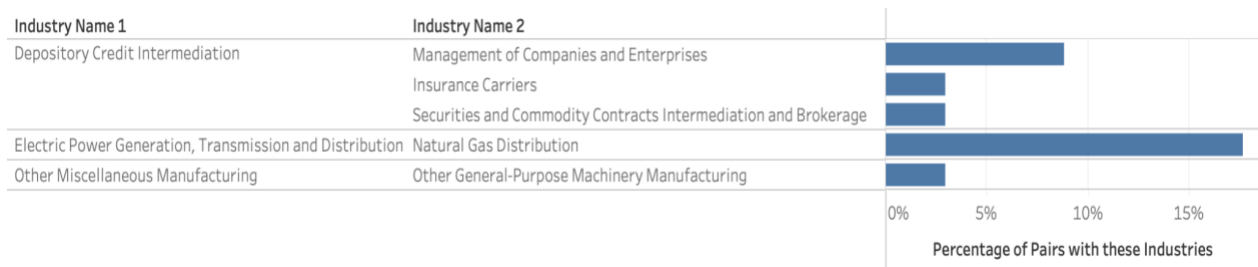 Industry Name 1 Industry Name 2
Depository Credit Intermediation Management of Companies and Enterprises
Insurance Carriers
Securities and Commodity Contracts Intermediation and Brokerage
Electric Power Generation, Transmission and Distribution Natural Gas Distribution
Other Miscellaneous Manufacturing Other General-Purpose Machinery Manufacturing
0% 5% 10% 15%
Percentage of Pairs with these Industries